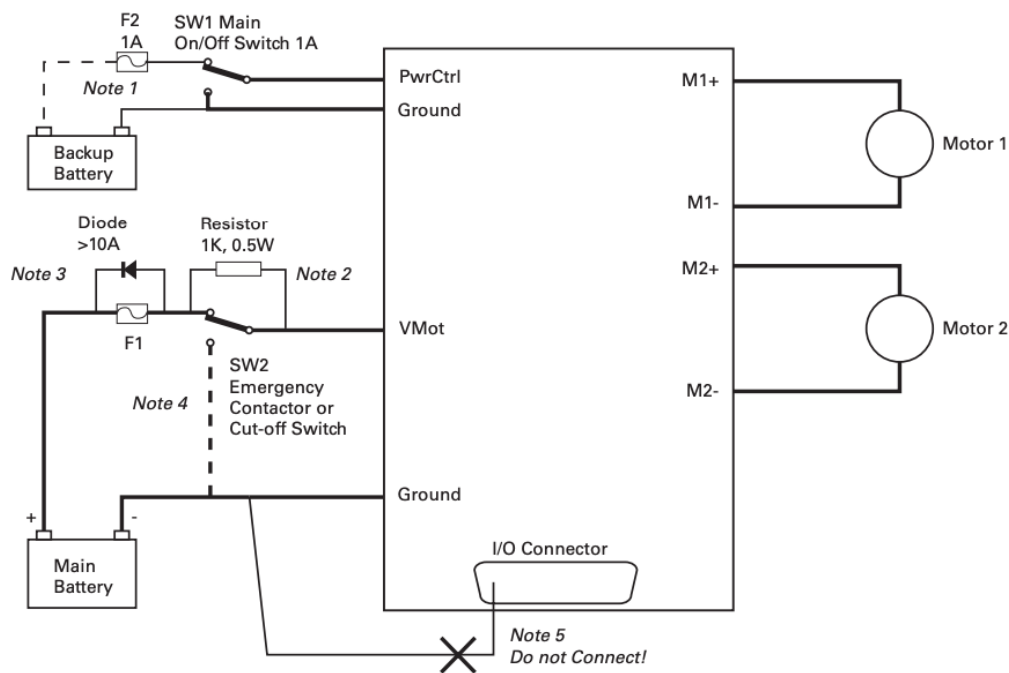 F2
1A
SW1 Main
On/Off Switch 1A
Note 1
PwrCtrl
Ground
Backup
Battery
M1+
M1-
Motor 1
Diode
>10A
Resistor
1K, 0.5W
Note 3
Note 2
F1
VMot
M2+
M2-
Motor 2
SW2
Emergency
Contactor or
Cut-off Switch
Note 4
Ground
+
-
Main
Battery
I/O Connector
Note 5
Do not Connect!